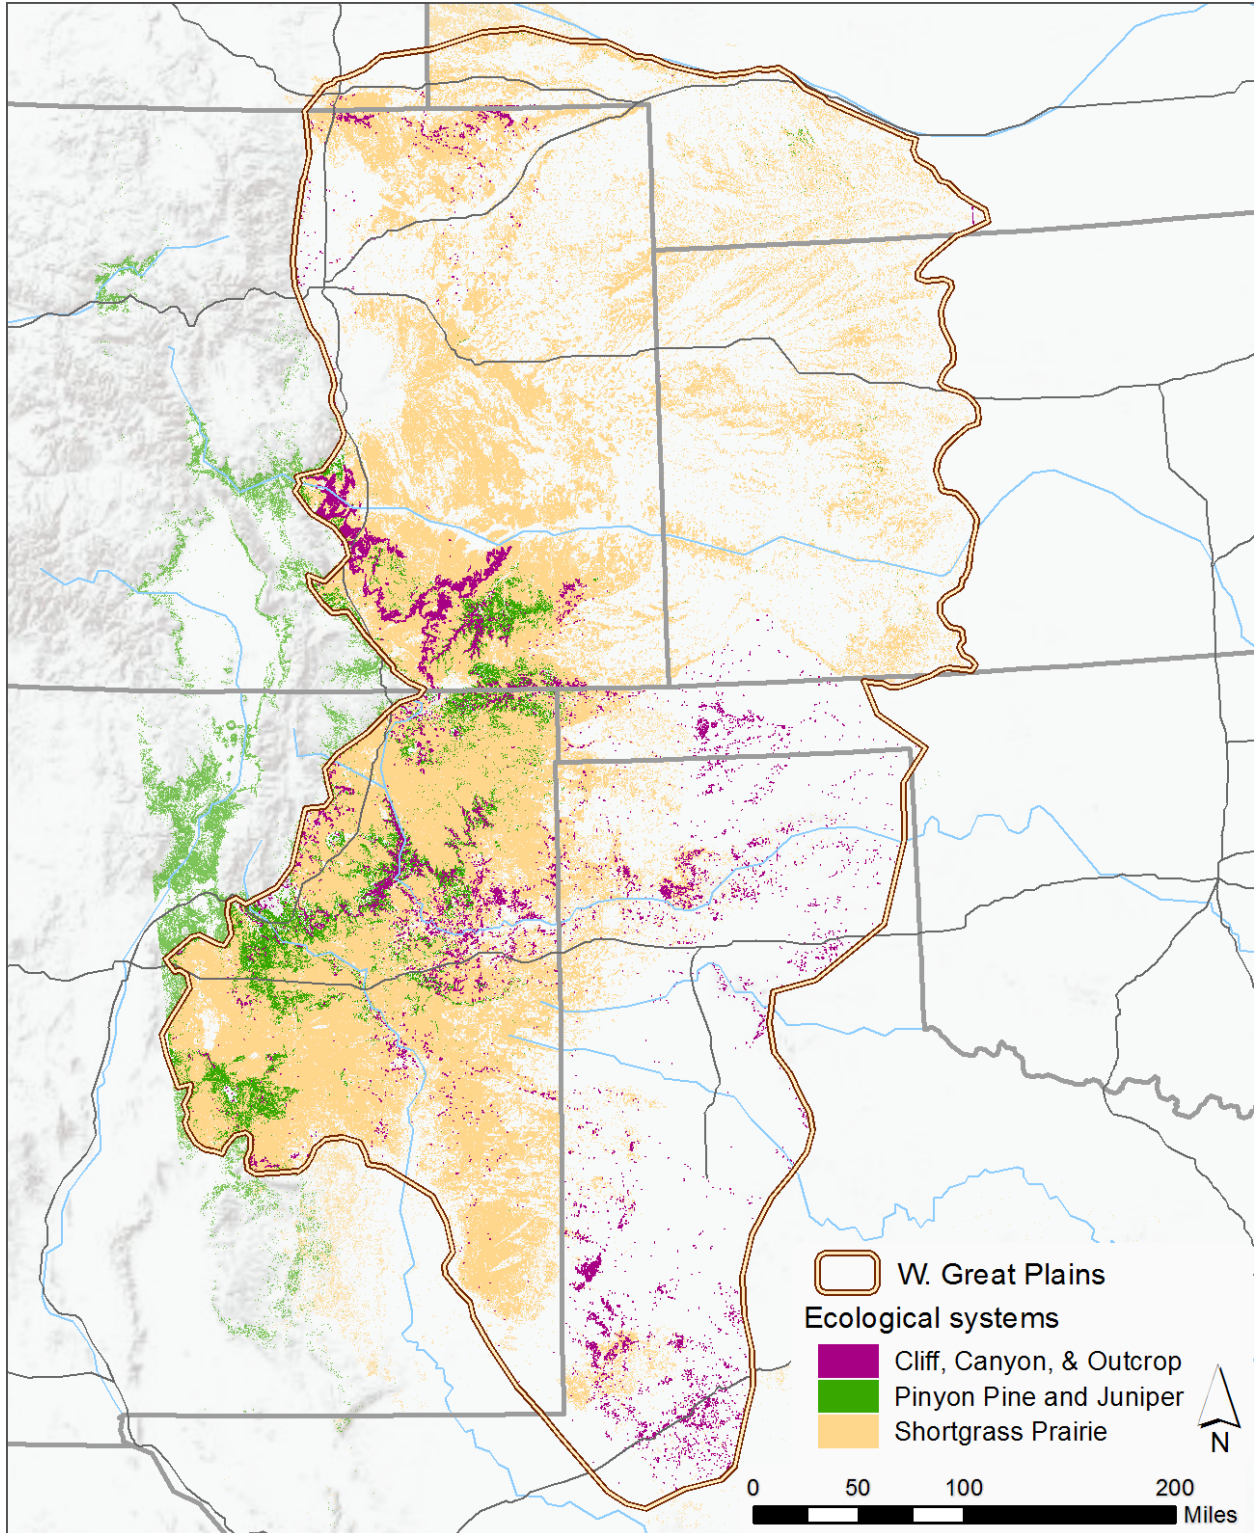 W. Great Plains
Ecological systems
Cliff, Canyon, & Outcrop
Pinyon Pine and Juniper
Shortgrass Prairie
N
0 50 100 200
Miles